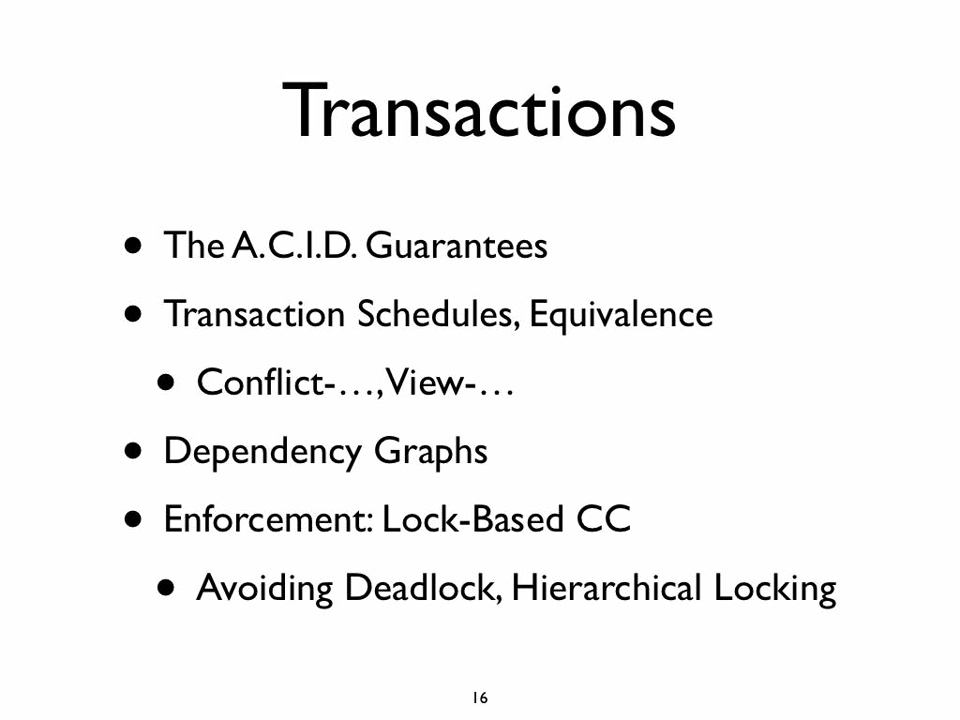 Transactions
• The A.C.I.D. Guarantees
• Transaction Schedules, Equivalence
• Conflict-…, View-…
• Dependency Graphs
• Enforcement: Lock-Based CC
• Avoiding Deadlock, Hierarchical Locking
16